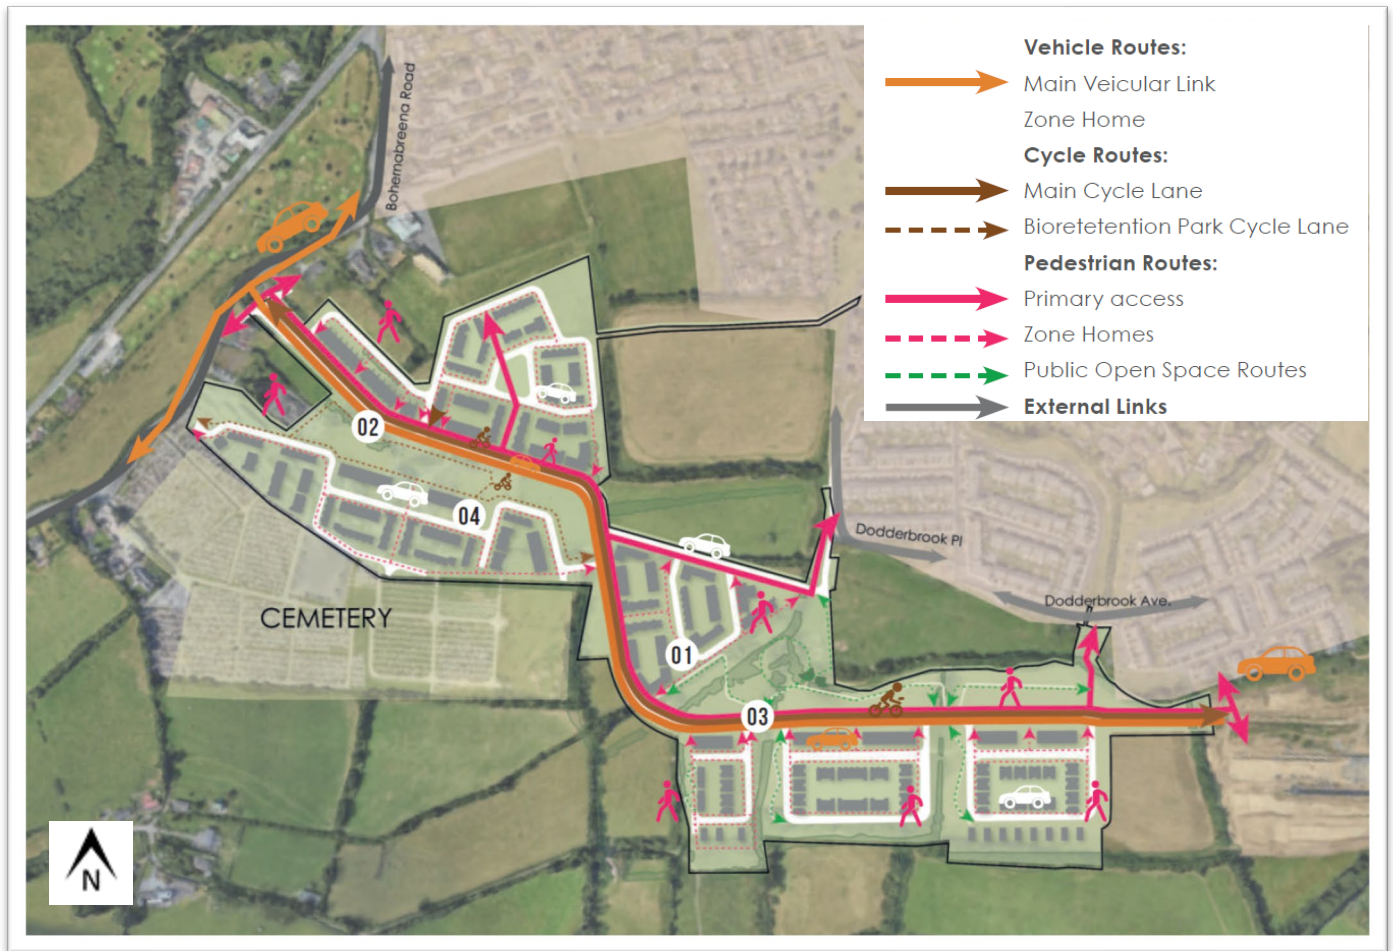 Vehicle Routes:
Main Veicular Link
Zone Home
Cycle Routes:
Main Cycle Lane
Bioretetention Park Cycle Lane
Pedestrian Routes:
Primary access
Zone Homes
Public Open Space Routes
External Links
Bohernabreena Road
02
04
Dodderbrook Pl
Dodderbrook Ave.
CEMETERY
01
03
N